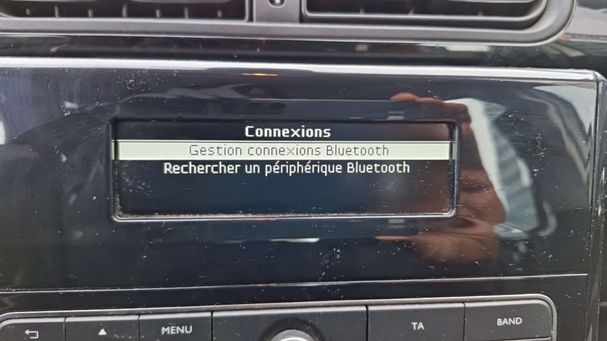 Connexions
Gestion connexions Bluetooth
Rechercher un périphérique Bluetooth
MENU
TA
BAND